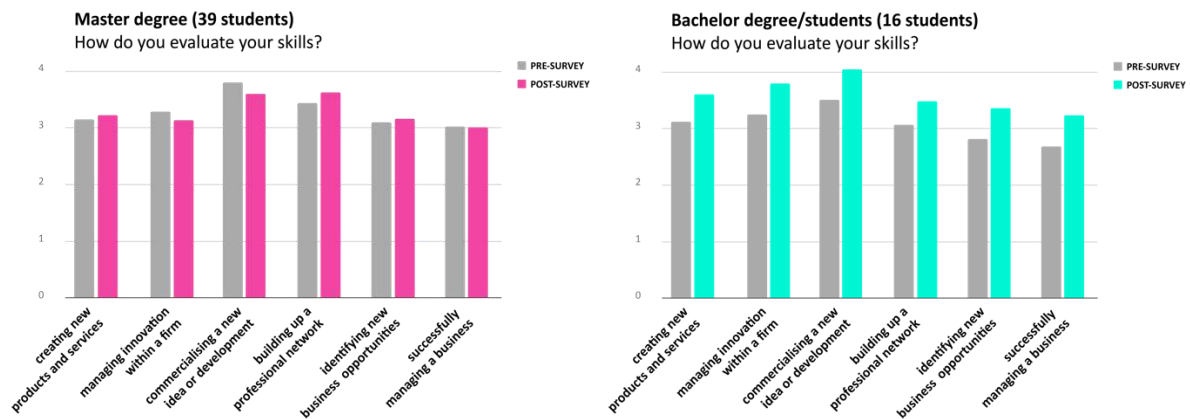 Master degree (39 students)
How do you evaluate your skills?
4
3
2
1
0
PRE-SURVEY
POST-SURVEY
creating new
products and services
managing innovation
within a firm
commercialising a new
idea or development
building up a
professional network
identifying new
business opportunities
successfully
managing a business
Bachelor degree/students (16 students)
How do you evaluate your skills?
4
3
2
1
0
PRE-SURVEY
POST-SURVEY
creating new
products and services
managing innovation
within a firm
commercialising a new
idea or development
building up a
professional network
identifying new
business opportunities
successfully
managing a business